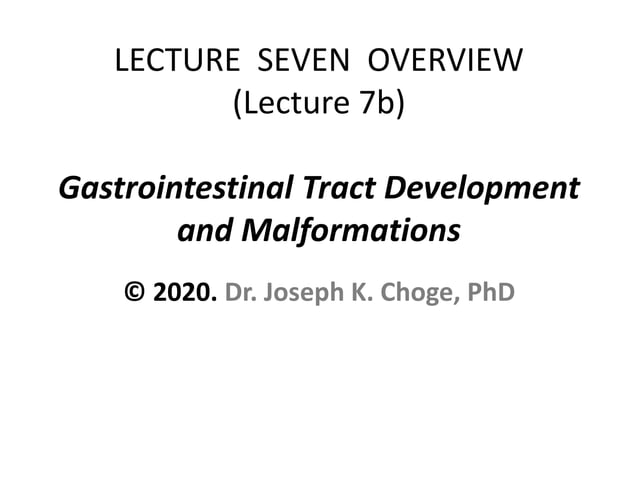 LECTURE SEVEN OVERVIEW
(Lecture 7b)
Gastrointestinal Tract Development
and Malformations
© 2020. Dr. Joseph K. Choge, PhD